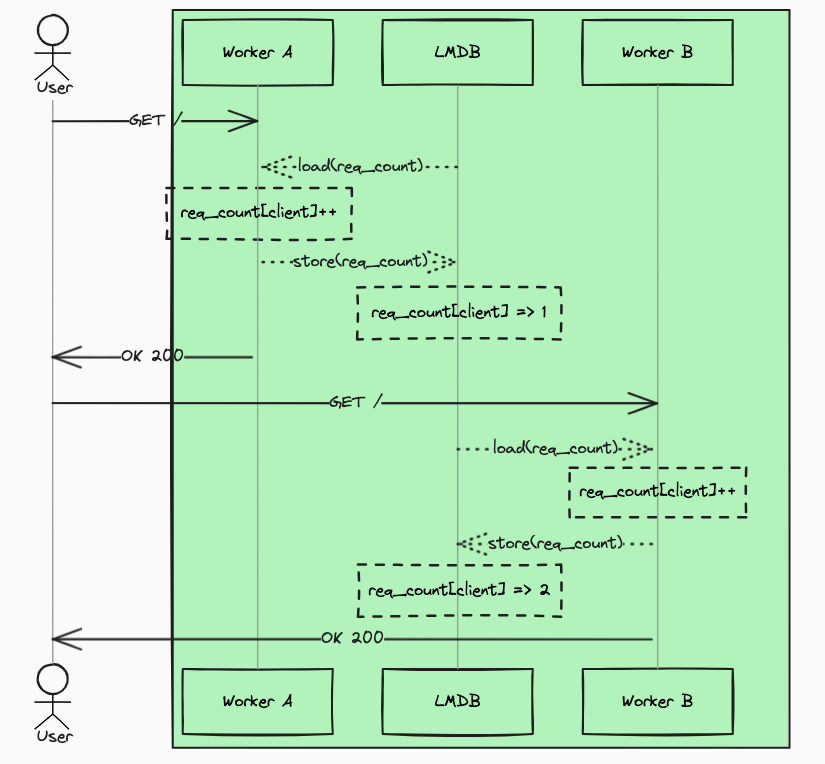 Worker A
LMDB
Worker B
User
GET /
load(req_count)
req_count[client]++
store(req_count)
req_count[client] => 1
OK 200
GET /
load(req_count)
req_count[client]++
store(req_count)
req_count[client] => 2
OK 200
Worker A
LMDB
Worker B
User